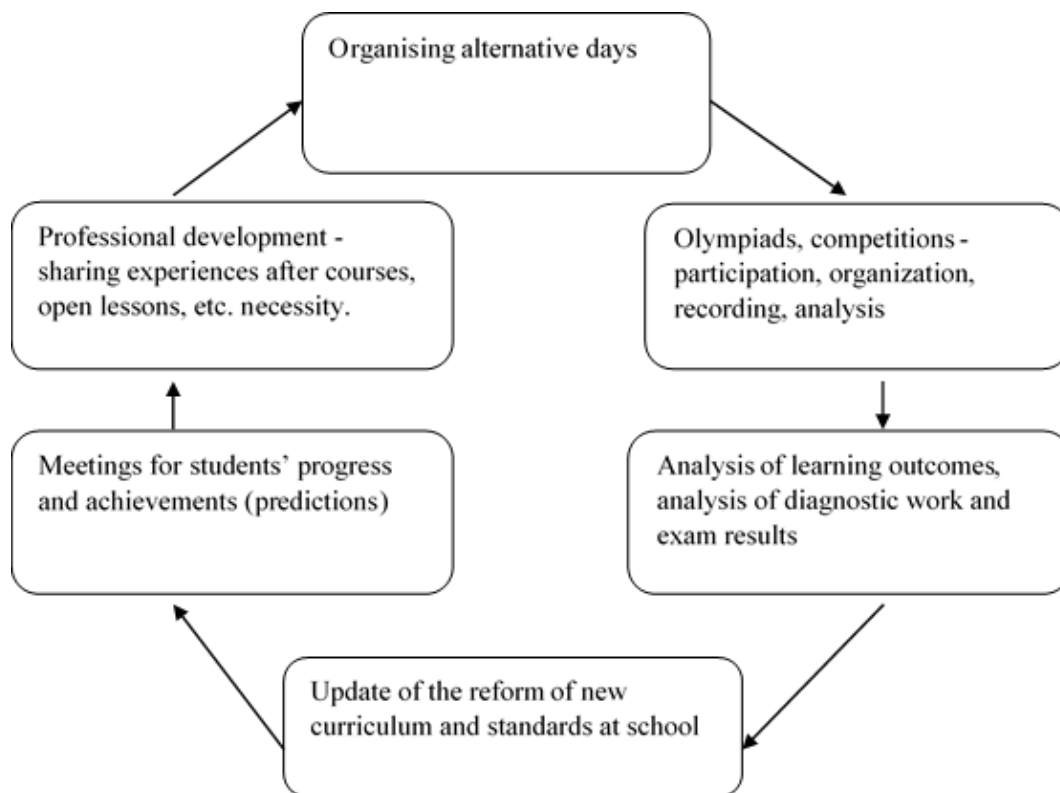 Organising alternative days
Professional development -
sharing experiences after courses,
open lessons, etc. necessity.
Olympiads, competitions -
participation, organization,
recording, analysis
Meetings for students’ progress
and achievements (predictions)
Analysis of learning outcomes,
analysis of diagnostic work and
exam results
Update of the reform of new
curriculum and standards at school